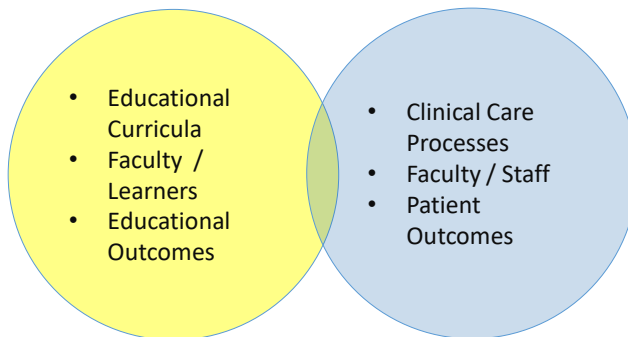 • Educational
Curricula
• Faculty / 
Learners
• Educational
Outcomes
• Clinical Care
Processes
• Faculty / Staff
• Patient
Outcomes